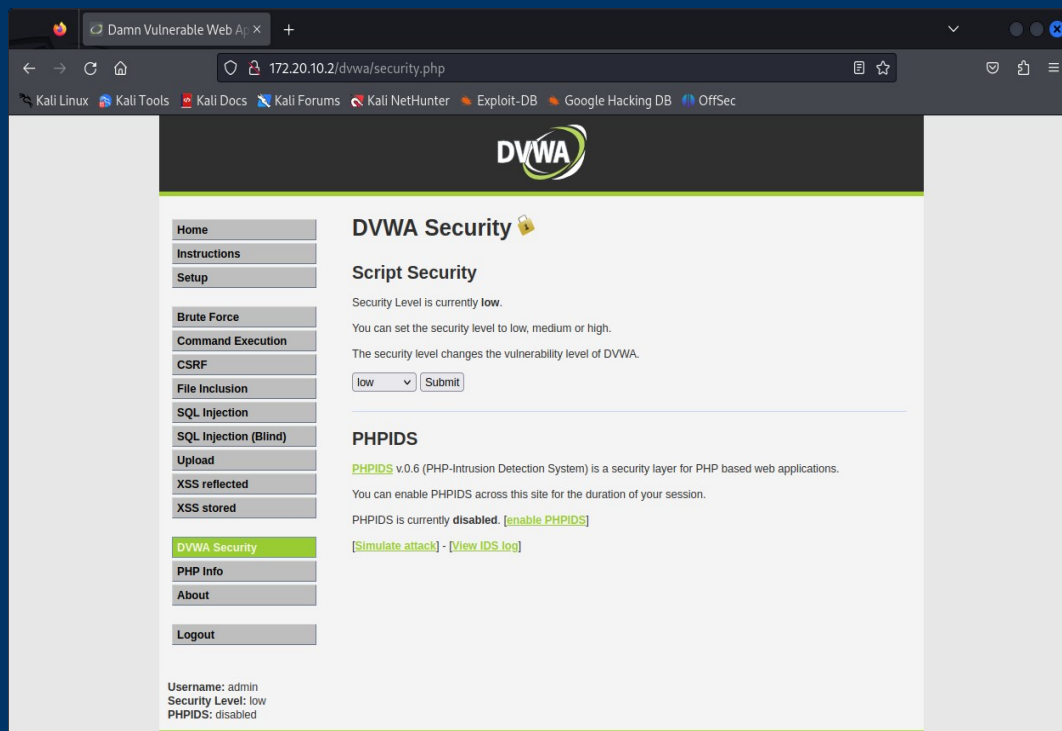 Damn Vulnerable Web Ap
172.20.10.2/dvwa/security.php
Kali Linux Kali Tools Kali Docs Kali Forums Kali NetHunter Exploit-DB Google Hacking DB OffSec
DVWA
Home
Instructions
Setup
Brute Force
Command Execution
CSRF
File Inclusion
SQL Injection
SQL Injection (Blind)
Upload
XSS reflected
XSS stored
DVWA Security
PHP Info
About
Logout
Username: admin
Security Level: low
PHPIDS: disabled
DVWA Security
Script Security
Security Level is currently low.
You can set the security level to low, medium or high.
The security level changes the vulnerability level of DVWA.
low Submit
PHPIDS
PHPIDS v.0.6 (PHP-Intrusion Detection System) is a security layer for PHP based web applications.
You can enable PHPIDS across this site for the duration of your session.
PHPIDS is currently disabled. [enable PHPIDS]
[Simulate attack] - [View IDS log]